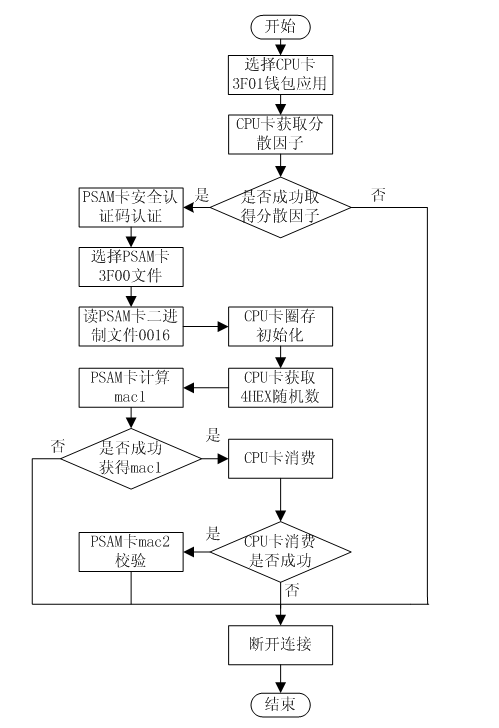 开始
选择CPU卡
3F01钱包应用
CPU卡获取分
散因子
是否成功取
得分散因子
是
否
PSAM卡安全认
证码认证
选择PSAM卡
3F00文件
读PSAM卡二进
制文件0016
CPU卡圈存
初始化
CPU卡获取
4HEX随机数
PSAM卡计算
mac1
是否成功
获得mac1
否
是
CPU卡消费
CPU卡消费
是否成功
是
否
PSAM卡mac2
校验
断开连接
结束